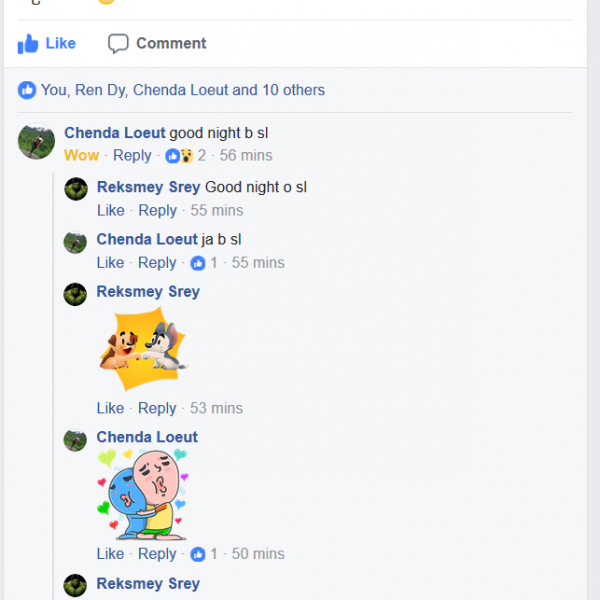 Like Comment
You, Ren Dy, Chenda Loeut and 10 others
Chenda Loeut good night b sl
Wow · Reply · 2 · 56 mins
Reksmey Srey Good night o sl
Like · Reply · 55 mins
Chenda Loeut ja b sl
Like · Reply · 1 · 55 mins
Reksmey Srey
Like · Reply · 53 mins
Chenda Loeut
Like · Reply · 1 · 50 mins
Reksmey Srey